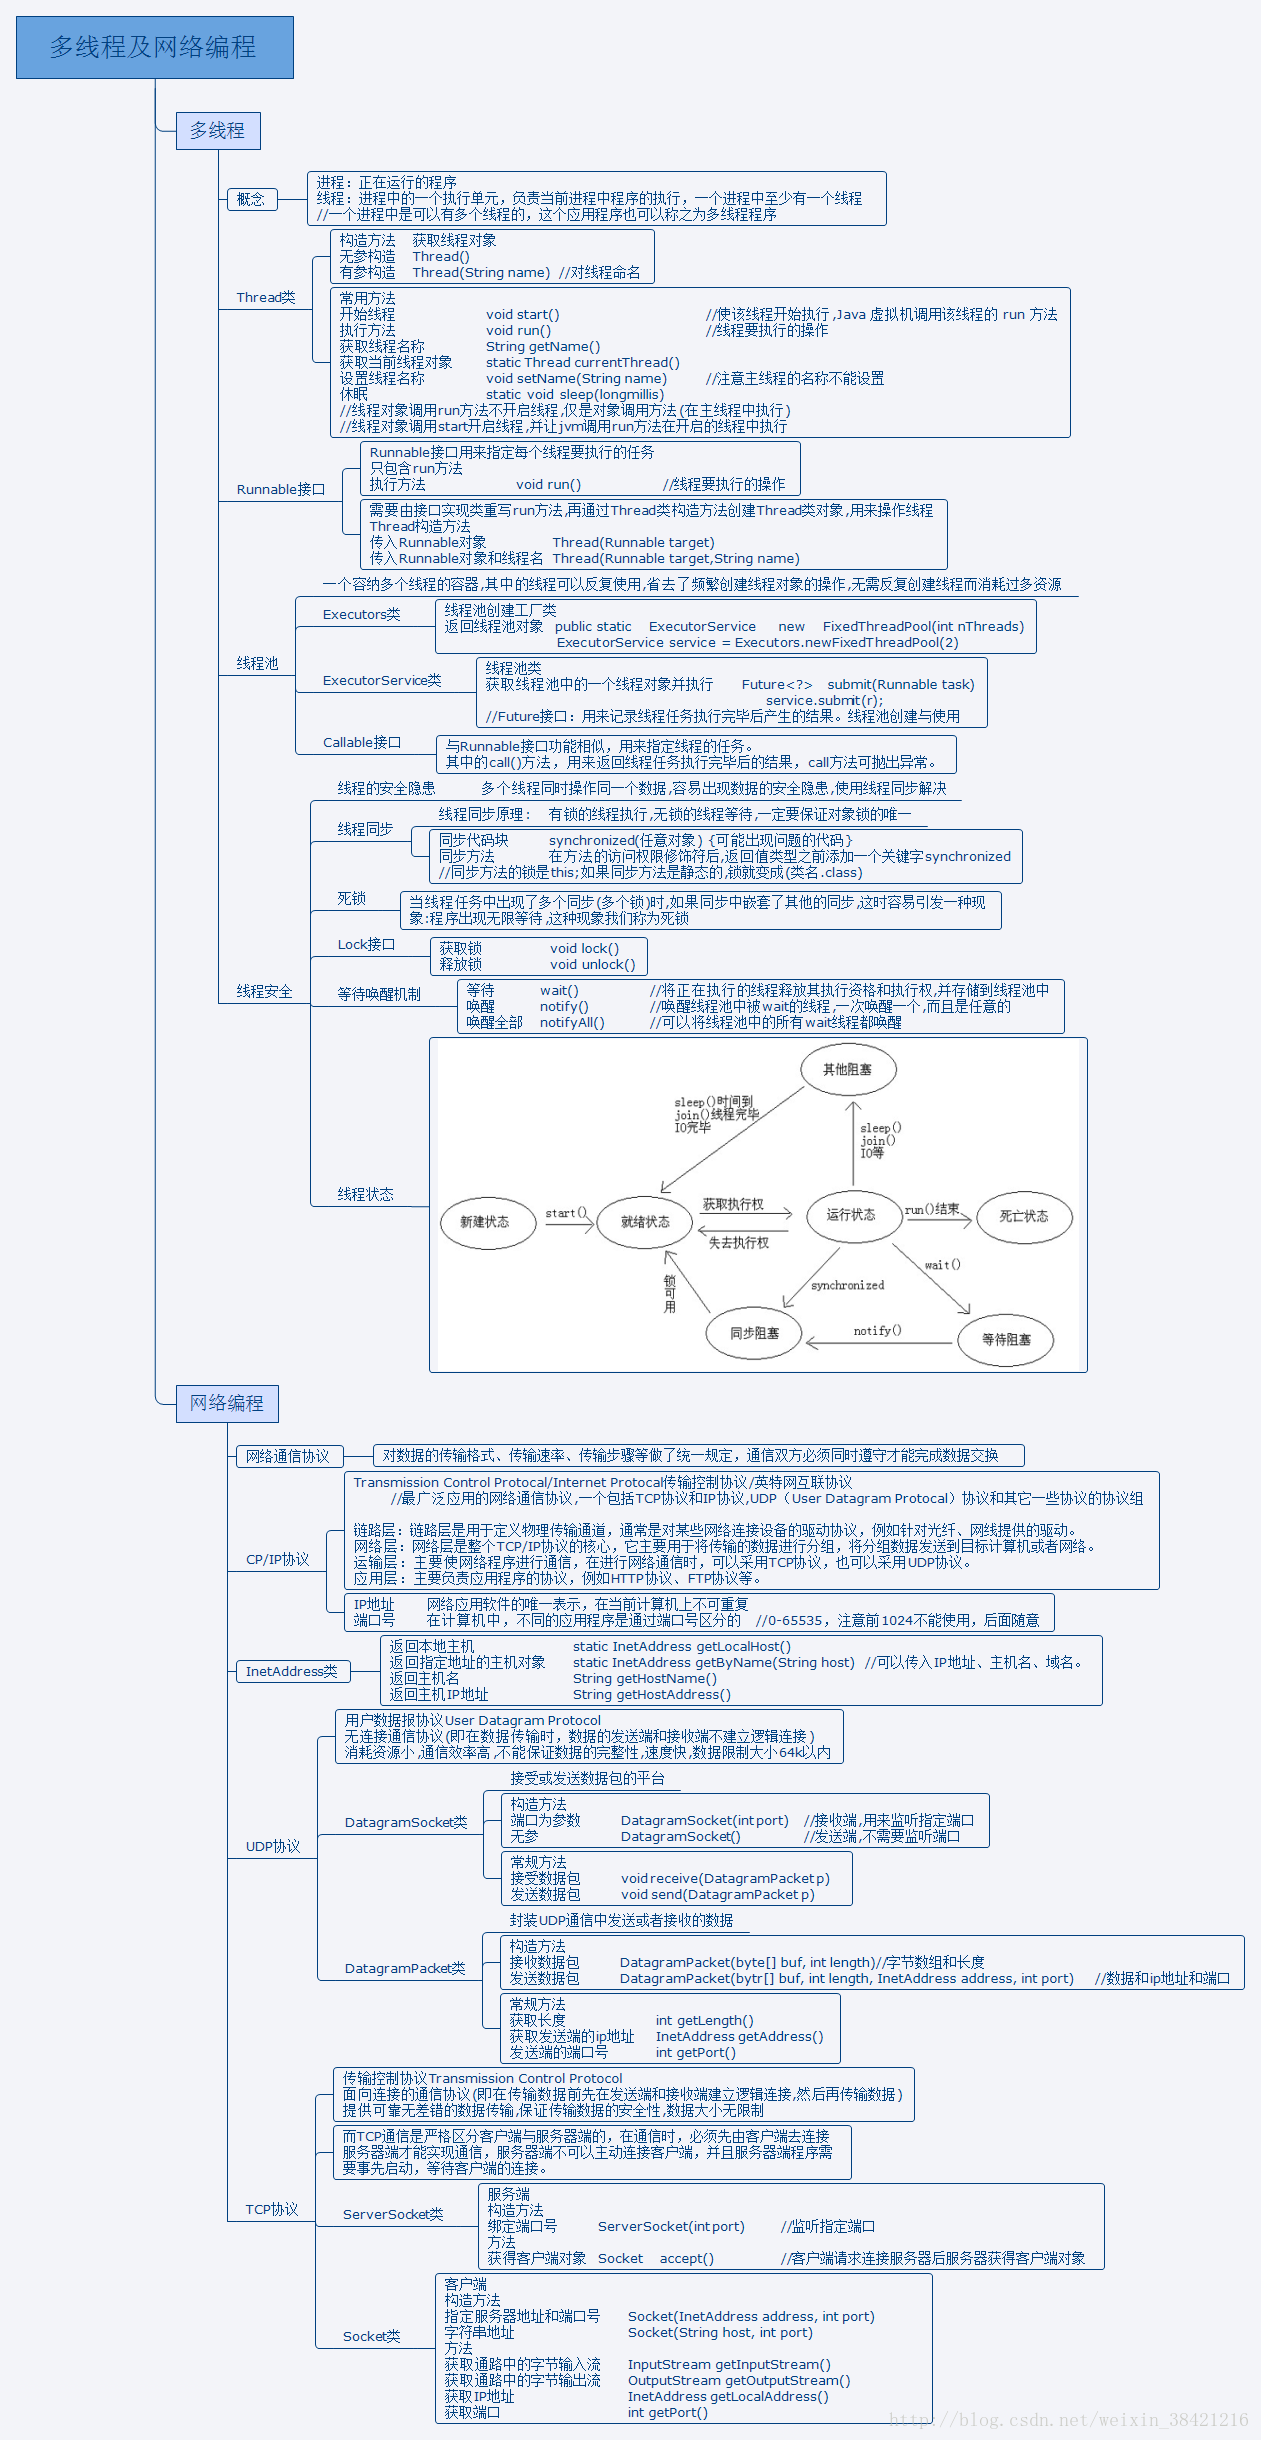 多线程及网络编程
多线程
概念
进程：正在运行的程序
线程：进程中的一个执行单元，负责当前进程中程序的执行，一个进程中至少有一个线程
//一个进程中是可以有多个线程的，这个应用程序也可以称之为多线程程序
Thread类
构造方法 获取线程对象
无参构造 Thread()
有参构造 Thread(String name) //对线程命名
常用方法
开始线程 void start() //使该线程开始执行,Java 虚拟机调用该线程的 run 方法
执行方法 void run() //线程要执行的操作
获取线程名称 String getName()
获取当前线程对象 static Thread currentThread()
设置线程名称 void setName(String name) //注意主线程的名称不能设置
休眠 static void sleep(longmillis)
//线程对象调用run方法不开启线程,仅是对象调用方法(在主线程中执行)
//线程对象调用start开启线程,并让jvm调用run方法在开启的线程中执行
Runnable接口
Runnable接口用来指定每个线程要执行的任务
只包含run方法
执行方法 void run() //线程要执行的操作
需要由接口实现类重写run方法,再通过Thread类构造方法创建Thread类对象,用来操作线程
Thread构造方法
传入Runnable对象 Thread(Runnable target)
传入Runnable对象和线程名 Thread(Runnable target,String name)
线程池
一个容纳多个线程的容器,其中的线程可以反复使用,省去了频繁创建线程对象的操作,无需反复创建线程而消耗过多资源
Executors类
线程池创建工厂类
返回线程池对象 public static ExecutorService new FixedThreadPool(int nThreads)
ExecutorService service = Executors.newFixedThreadPool(2)
ExecutorService类
线程池类
获取线程池中的一个线程对象并执行 Future<?> submit(Runnable task)
service.submit(r);
//Future接口：用来记录线程任务执行完毕后产生的结果。线程池创建与使用
Callable接口
与Runnable接口功能相似，用来指定线程的任务。
其中的call()方法，用来返回线程任务执行完毕后的结果，call方法可抛出异常。
线程安全
线程的安全隐患 多个线程同时操作同一个数据,容易出现数据的安全隐患,使用线程同步解决
线程同步
线程同步原理： 有锁的线程执行,无锁的线程等待,一定要保证对象锁的唯一
同步代码块 synchronized(任意对象) {可能出现问题的代码}
同步方法 在方法的访问权限修饰符后,返回值类型之前添加一个关键字synchronized
//同步方法的锁是this;如果同步方法是静态的,锁就变成(类名.class)
死锁
当线程任务中出现了多个同步(多个锁)时,如果同步中嵌套了其他的同步,这时容易引发一种现
象:程序出现无限等待,这种现象我们称为死锁
Lock接口
获取锁 void lock()
释放锁 void unlock()
等待唤醒机制
等待 wait() //将正在执行的线程释放其执行资格和执行权,并存储到线程池中
唤醒 notify() //唤醒线程池中被wait的线程,一次唤醒一个,而且是任意的
唤醒全部 notifyAll() //可以将线程池中的所有wait线程都唤醒
线程状态
其他阻塞
sleep()时间到
join()线程完毕
IO完毕
sleep()
join()
IO等
新建状态
start()
就绪状态
获取执行权
失去执行权
运行状态
run()结束
死亡状态
锁可用
synchronized
wait()
同步阻塞
notify()
等待阻塞
网络编程
网络通信协议
对数据的传输格式、传输速率、传输步骤等做了统一规定，通信双方必须同时遵守才能完成数据交换
CP/IP协议
Transmission Control Protocal/Internet Protocal传输控制协议/英特网互联协议
//最广泛应用的网络通信协议,一个包括TCP协议和IP协议,UDP（User Datagram Protocal）协议和其它一些协议的协议组
链路层：链路层是用于定义物理传输通道，通常是对某些网络连接设备的驱动协议，例如针对光纤、网线提供的驱动。
网络层：网络层是整个TCP/IP协议的核心，它主要用于将传输的数据进行分组，将分组数据发送到目标计算机或者网络。
运输层：主要使网络程序进行通信，在进行网络通信时，可以采用TCP协议，也可以采用UDP协议。
应用层：主要负责应用程序的协议，例如HTTP协议、FTP协议等。
IP地址 网络应用软件的唯一表示，在当前计算机上不可重复
端口号 在计算机中，不同的应用程序是通过端口号区分的 //0-65535，注意前1024不能使用，后面随意
InetAddress类
返回本地主机 static InetAddress getLocalHost()
返回指定地址的主机对象 static InetAddress getByName(String host) //可以传入IP地址、主机名、域名。
返回主机名 String getHostName()
返回主机IP地址 String getHostAddress()
UDP协议
用户数据报协议User Datagram Protocol
无连接通信协议(即在数据传输时，数据的发送端和接收端不建立逻辑连接)
消耗资源小,通信效率高,不能保证数据的完整性,速度快,数据限制大小64k以内
DatagramSocket类
接受或发送数据包的平台
构造方法
端口为参数 DatagramSocket(int port) //接收端,用来监听指定端口
无参 DatagramSocket() //发送端,不需要监听端口
常规方法
接受数据包 void receive(DatagramPacket p)
发送数据包 void send(DatagramPacket p)
DatagramPacket类
封装UDP通信中发送或者接收的数据
构造方法
接收数据包 DatagramPacket(byte[] buf, int length)//字节数组和长度
发送数据包 DatagramPacket(bytr[] buf, int length, InetAddress address, int port) //数据和ip地址和端口
常规方法
获取长度 int getLength()
获取发送端的ip地址 InetAddress getAddress()
发送端的端口号 int getPort()
TCP协议
传输控制协议Transmission Control Protocol
面向连接的通信协议(即在传输数据前先在发送端和接收端建立逻辑连接,然后再传输数据)
提供可靠无差错的数据传输,保证传输数据的安全性,数据大小无限制
而TCP通信是严格区分客户端与服务器端的，在通信时，必须先由客户端去连接
服务器端才能实现通信，服务器端不可以主动连接客户端，并且服务器端程序需
要事先启动，等待客户端的连接。
ServerSocket类
服务端
构造方法
绑定端口号 ServerSocket(int port) //监听指定端口
方法
获得客户端对象 Socket accept() //客户端请求连接服务器后服务器获得客户端对象
Socket类
客户端
构造方法
指定服务器地址和端口号 Socket(InetAddress address, int port)
字符串地址 Socket(String host, int port)
方法
获取通路中的字节输入流 InputStream getInputStream()
获取通路中的字节输出流 OutputStream getOutputStream()
获取IP地址 InetAddress getLocalAddress()
获取端口 int getPort()
http://blog.csdn.net/weixin_38421216